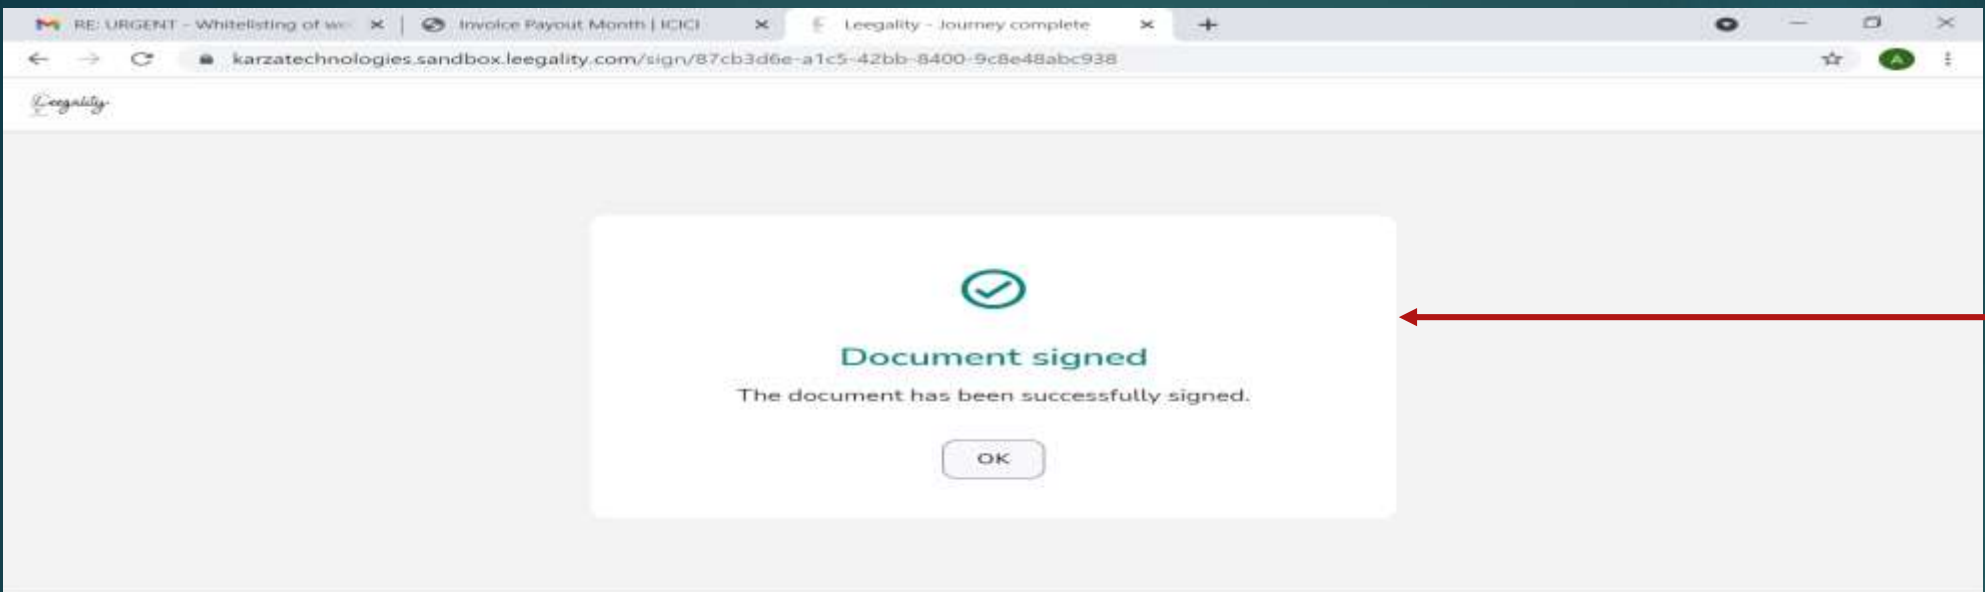 RE: URGENT - Whitelisting of we
Invoice Payout Month | ICICI
Leegality - Journey complete
karzatechnologies.sandbox.leegality.com/sign/87cb3d6e-a1c5-42bb-8400-9c8e48abc938
A
Leegality
Document signed
The document has been successfully signed.
OK